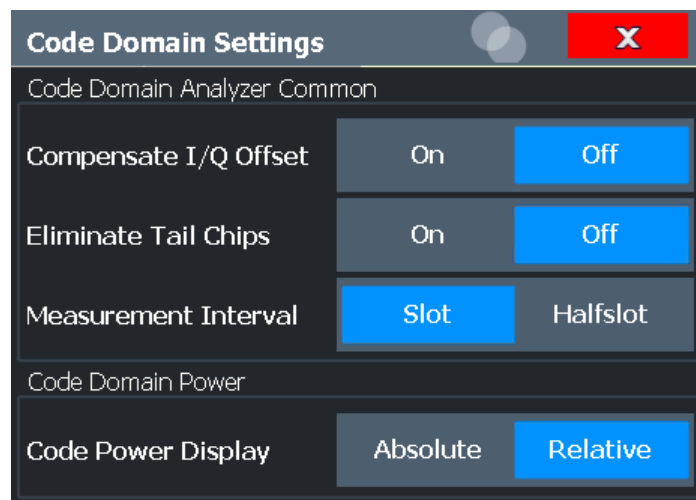 Code Domain Settings X
Code Domain Analyzer Common
Compensate I/Q Offset On Off
Eliminate Tail Chips On Off
Measurement Interval Slot Halfslot
Code Domain Power
Code Power Display Absolute Relative